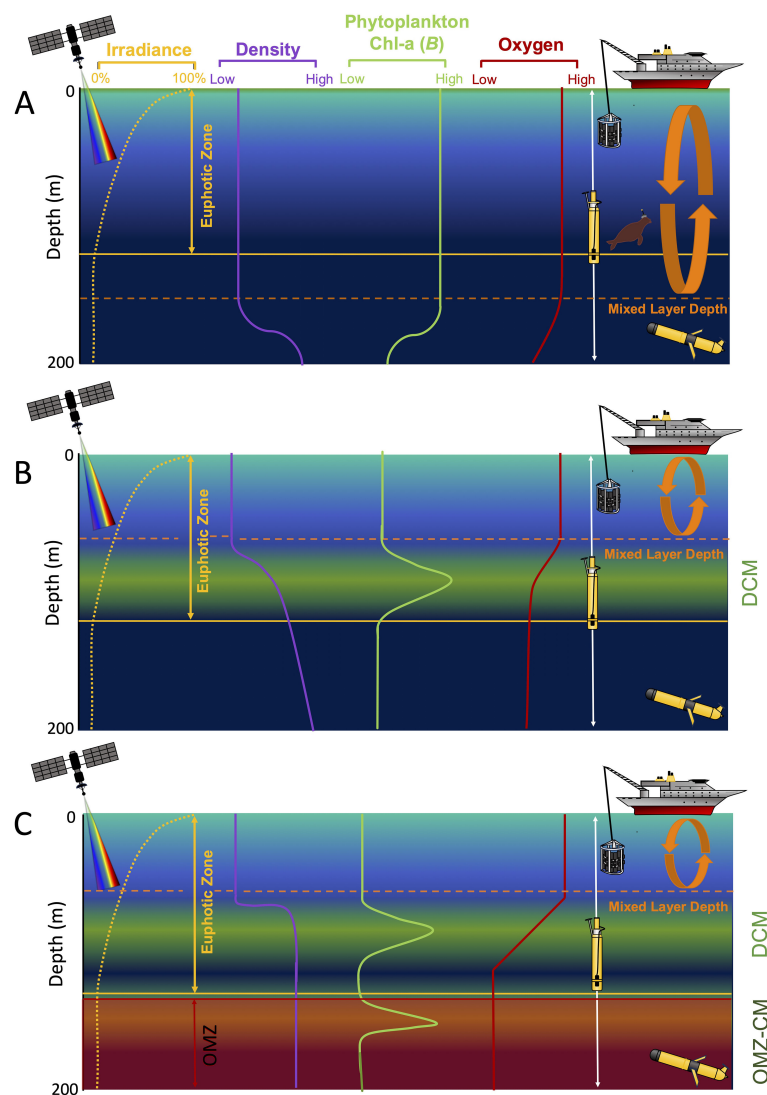 Irradiance
0%
100%
Density
Low
High
Phytoplankton
Chl-a (B)
Low
High
Oxygen
Low
High
A
0
Depth (m)
200
Euphotic Zone
Mixed Layer Depth
B
0
Depth (m)
200
Euphotic Zone
Mixed Layer Depth
DCM
C
0
Depth (m)
200
Euphotic Zone
Mixed Layer Depth
DCM
OMZ
OMZ-CM